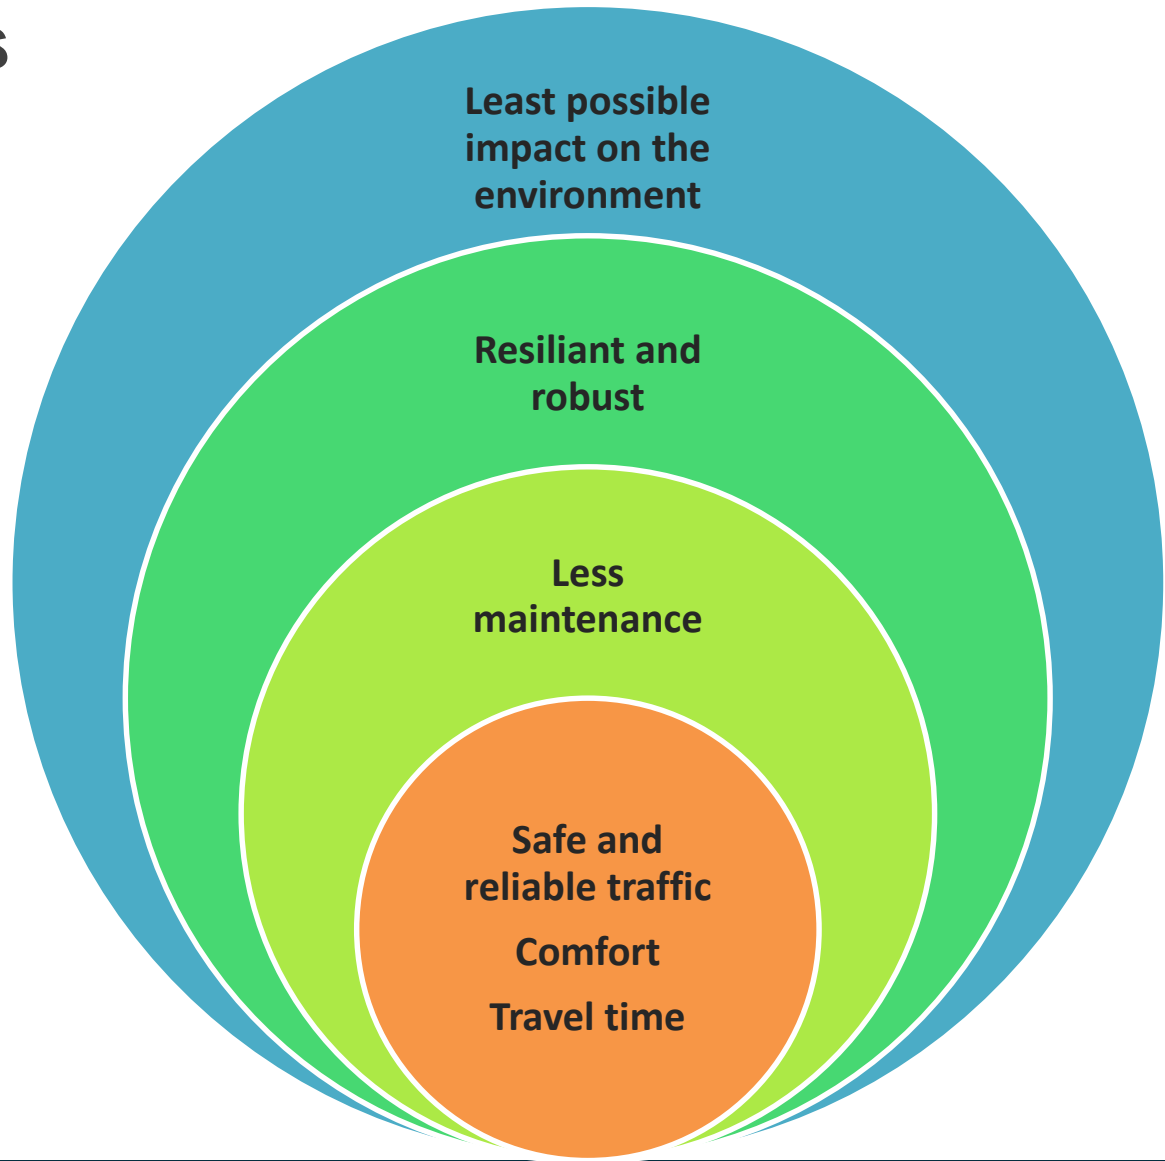 s
Least possible
impact on the
environment
Resiliant and
robust
Less
maintenance
Safe and
reliable traffic
Comfort
Travel time